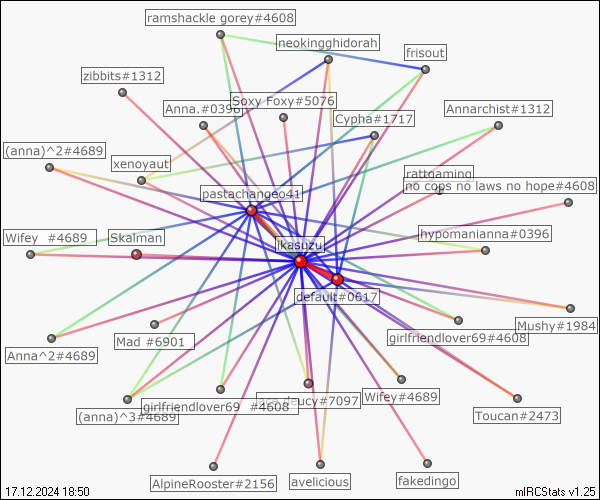 ramshackle gorey#4608
neokingghidorah
frisout
zibbits#1312
Anna.#0396
Soxy Foxy#5076
Cypha#1717
Annarchist#1312
(anna)^2#4689
xenoyaut
rattgaming
no cops no laws no hope#4608
pastachangeo41
Wifey #4689
Skalman
ikasuzu
hypomanianna#0396
default#0617
Mushy#1984
Mad #6901
girlfriendlover69#4608
Anna^2#4689
(anna)^3#4689
girlfriendlover69 #4608
deucy#7097
Wifey#4689
Toucan#2473
AlpineRooster#2156
avelicious
fakedingo
17.12.2024 18:50
mIRCStats v1.25